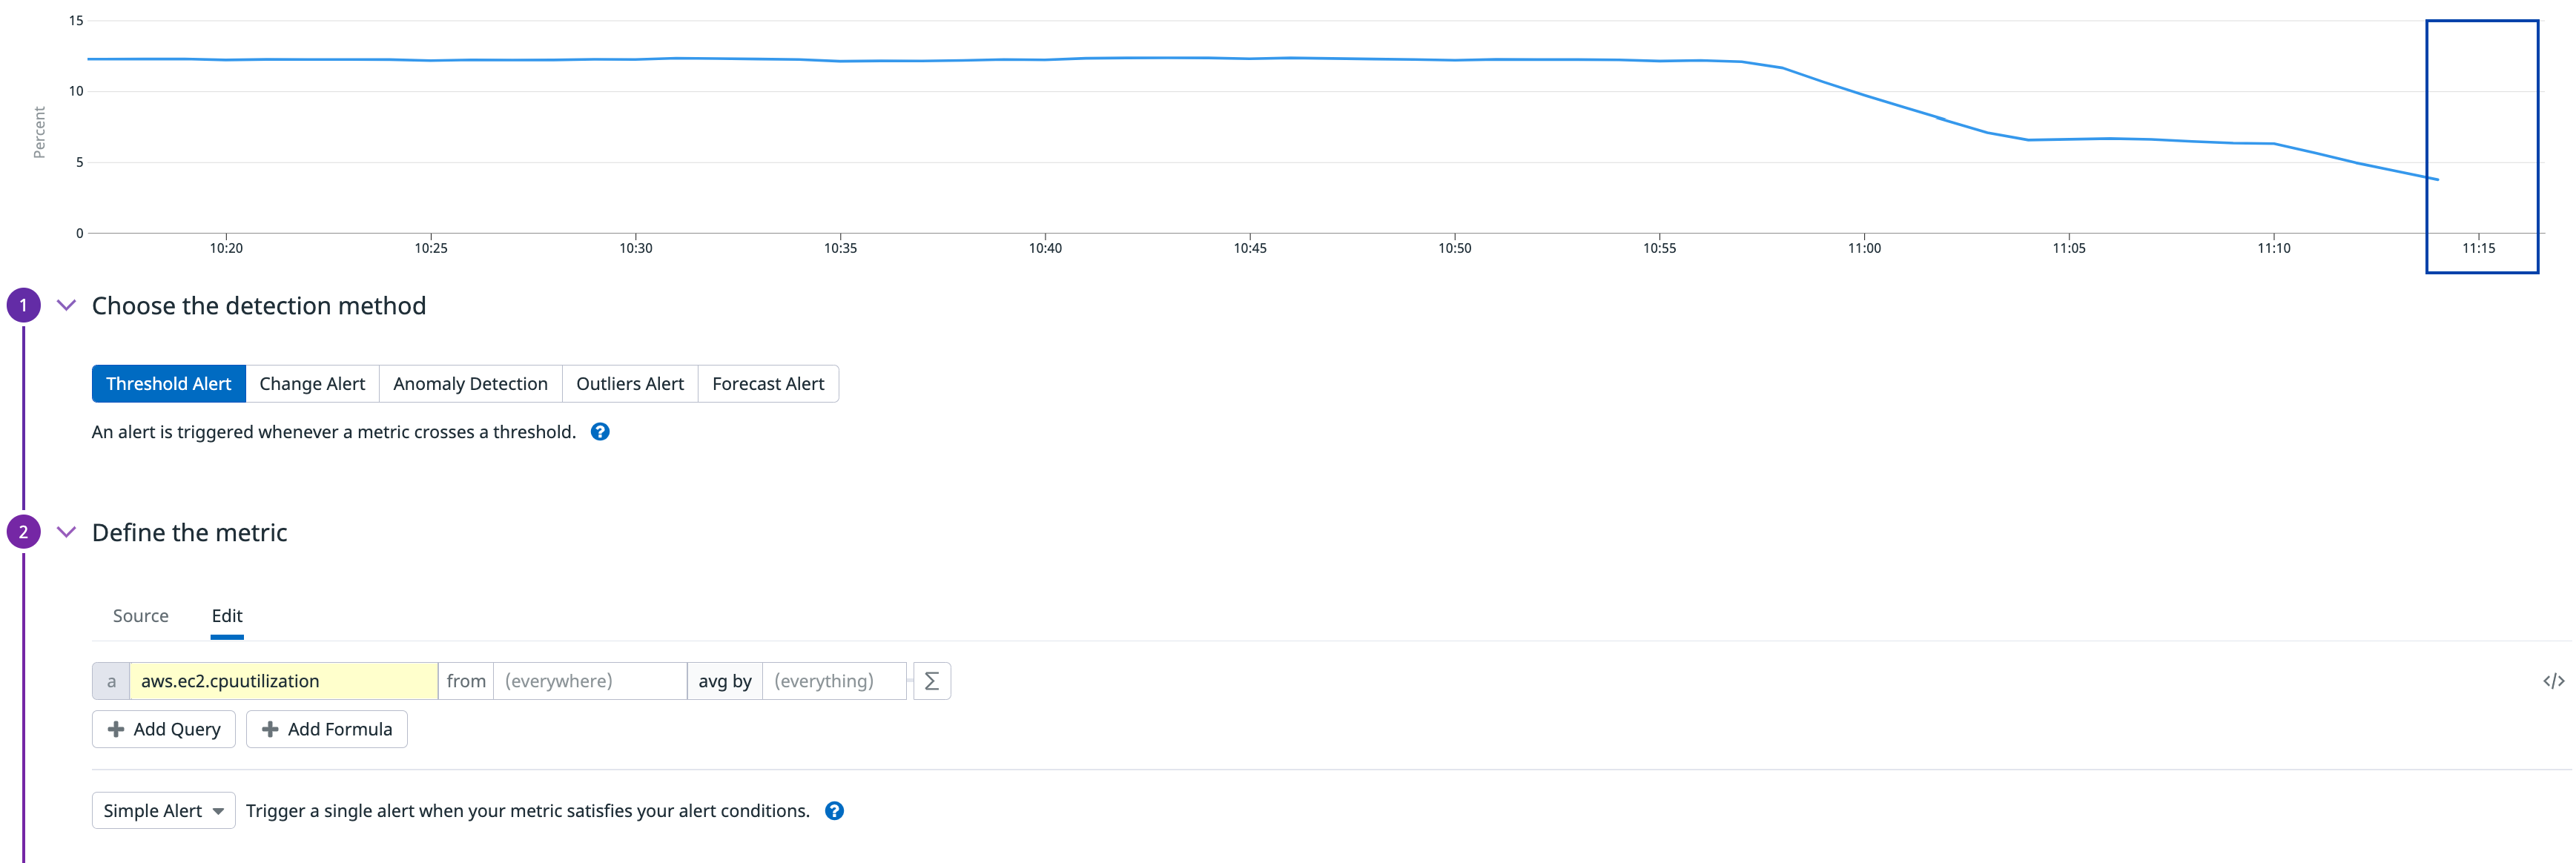 15
10
5
0
Percent
10:20 10:25 10:30 10:35 10:40 10:45 10:50 10:55 11:00 11:05 11:10 11:15
1 Choose the detection method
Threshold Alert Change Alert Anomaly Detection Outliers Alert Forecast Alert
An alert is triggered whenever a metric crosses a threshold. ?
2 Define the metric
Source Edit
a aws.ec2.cpuutilization from (everywhere) avg by (everything) Σ </>
+ Add Query + Add Formula
Simple Alert Trigger a single alert when your metric satisfies your alert conditions. ?